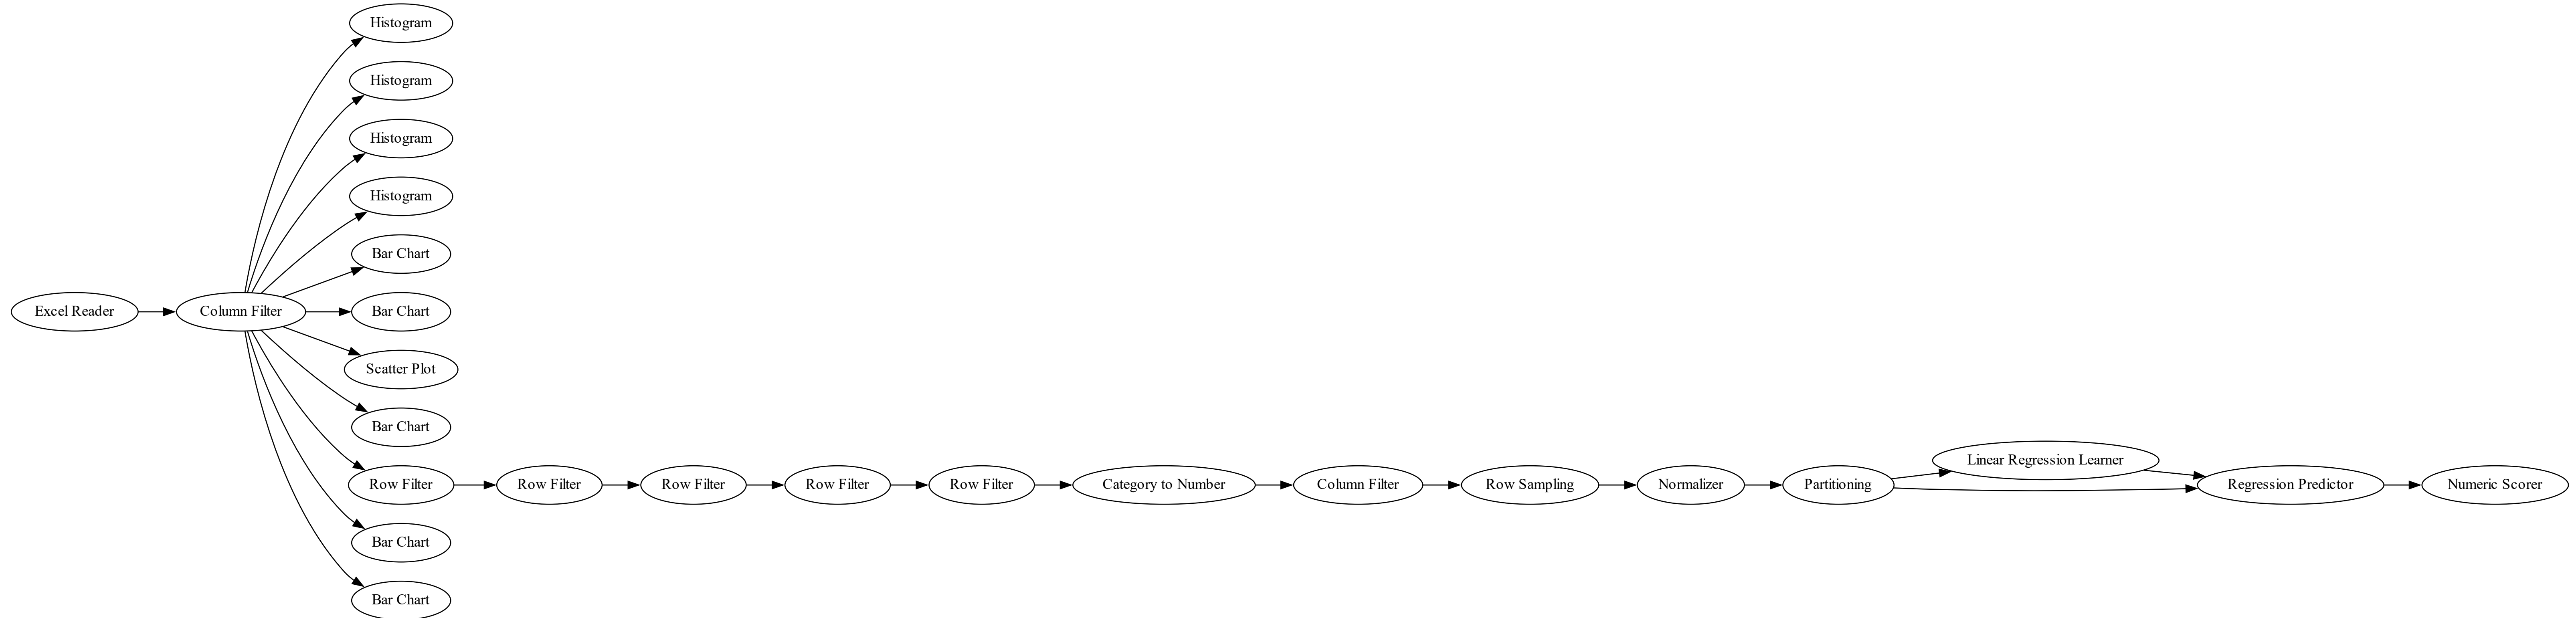 Histogram
Histogram
Histogram
Histogram
Bar Chart
Excel Reader
Column Filter
Bar Chart
Scatter Plot
Bar Chart
Linear Regression Learner
Row Filter
Row Filter
Row Filter
Row Filter
Row Filter
Category to Number
Column Filter
Row Sampling
Normalizer
Partitioning
Regression Predictor
Numeric Scorer
Bar Chart
Bar Chart